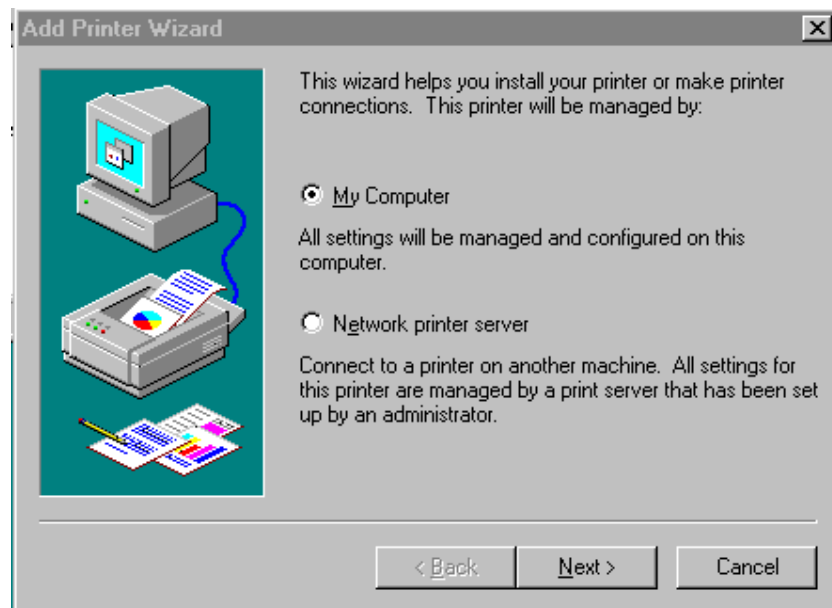 Add Printer Wizard
This wizard helps you install your printer or make printer
connections. This printer will be managed by:
My Computer
All settings will be managed and configured on this
computer.
Network printer server
Connect to a printer on another machine. All settings for
this printer are managed by a print server that has been set
up by an administrator.
< Back
Next >
Cancel